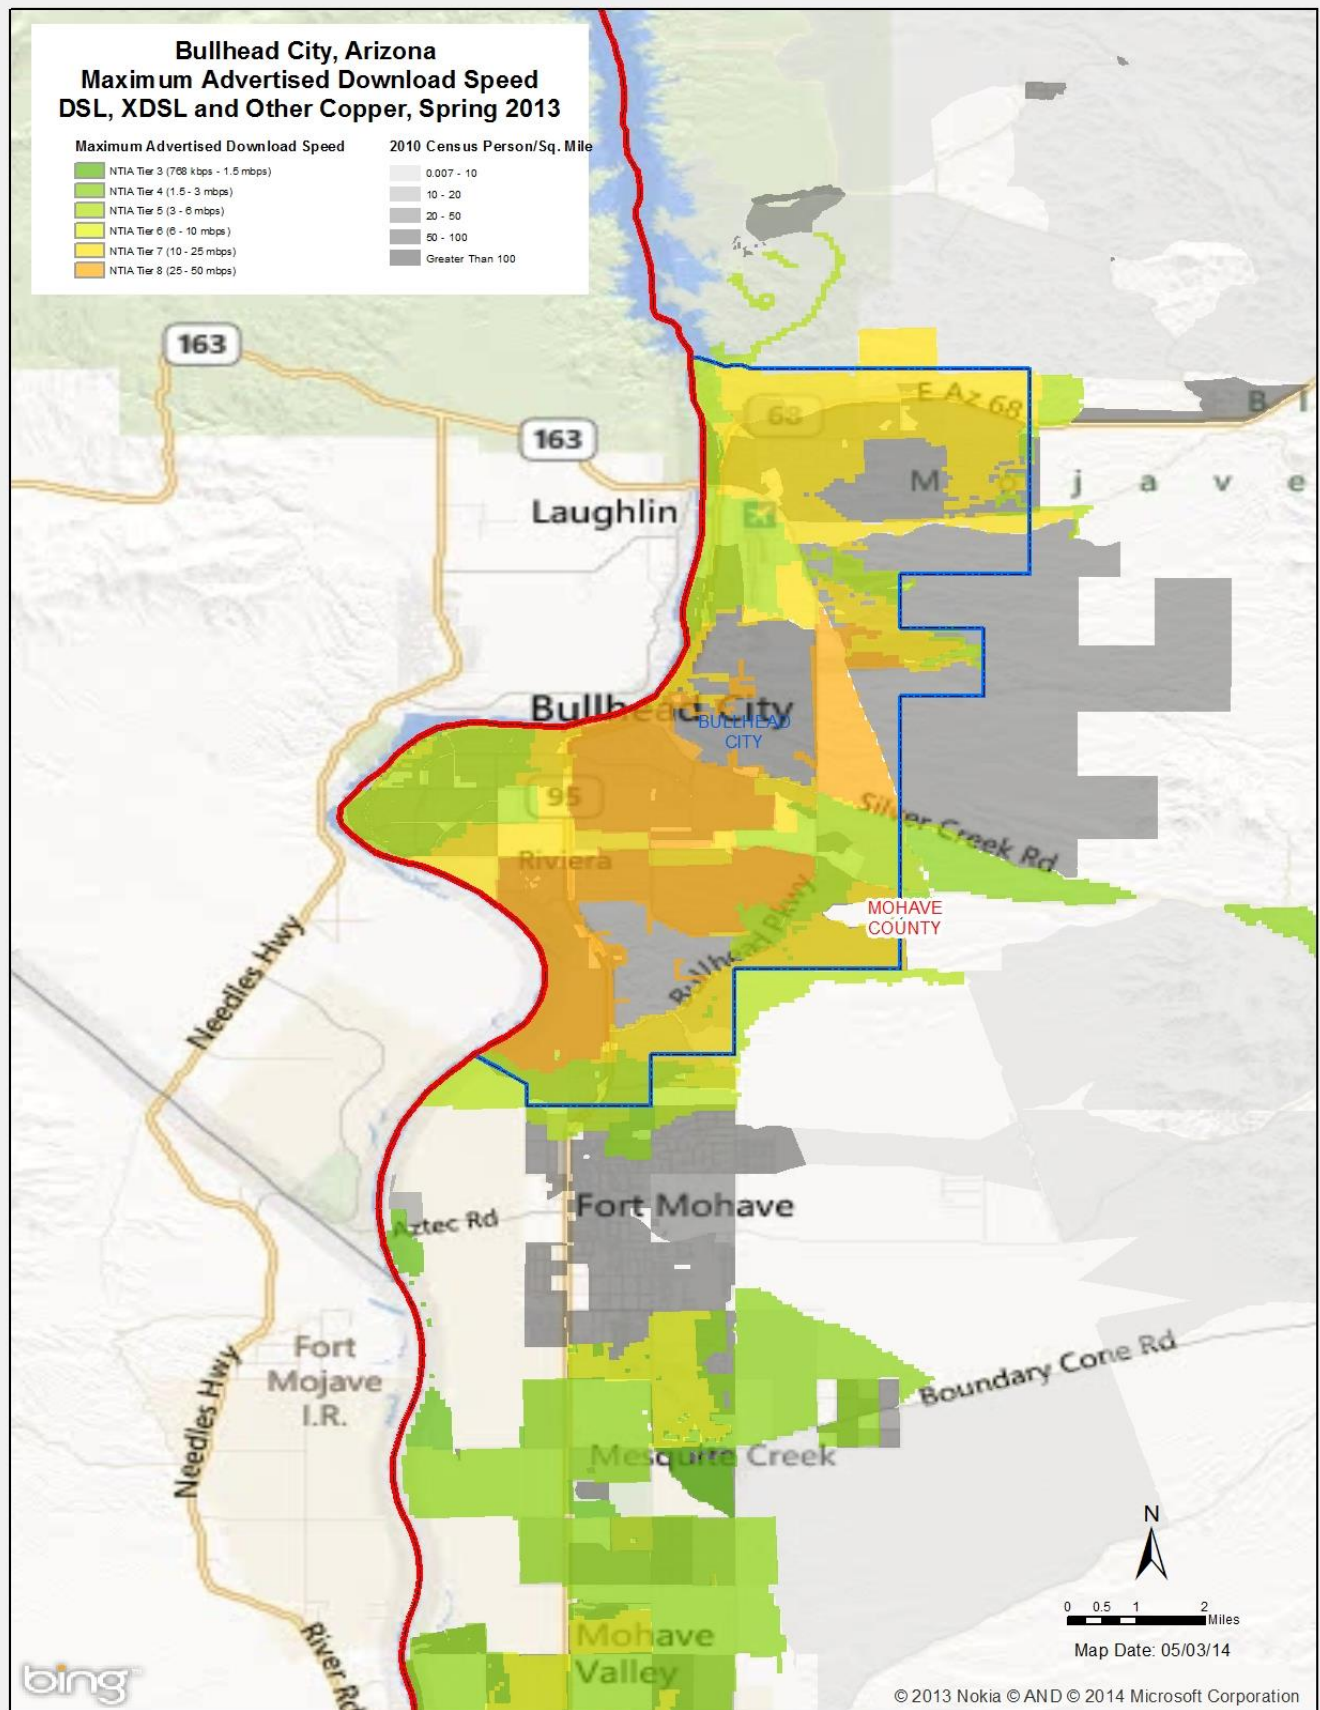 Bullhead City, Arizona
Maximum Advertised Download Speed
DSL, XDSL and Other Copper, Spring 2013
Maximum Advertised Download Speed
NTIA Tier 3 (768 kbps - 1.5 mbps)
NTIA Tier 4 (1.5 - 3 mbps)
NTIA Tier 5 (3 - 6 mbps)
NTIA Tier 6 (6 - 10 mbps)
NTIA Tier 7 (10 - 25 mbps)
NTIA Tier 8 (25 - 50 mbps)
2010 Census Person/Sq. Mile
0.007 - 10
10 - 20
20 - 50
50 - 100
Greater Than 100
163
163
68
E Az 68
B l
M o j a v e
Laughlin
Bullhead City
BULLHEAD
CITY
95
Silver Creek Rd
Riviera
MOHAVE
COUNTY
Bullhead Pkwy
Needles Hwy
Fort Mohave
Aztec Rd
Fort
Mojave
I.R.
Needles Hwy
Boundary Cone Rd
Mesquite Creek
N
0 0.5 1 2
Miles
Map Date: 05/03/14
Mohave
Valley
River Rd
bing
© 2013 Nokia © AND © 2014 Microsoft Corporation